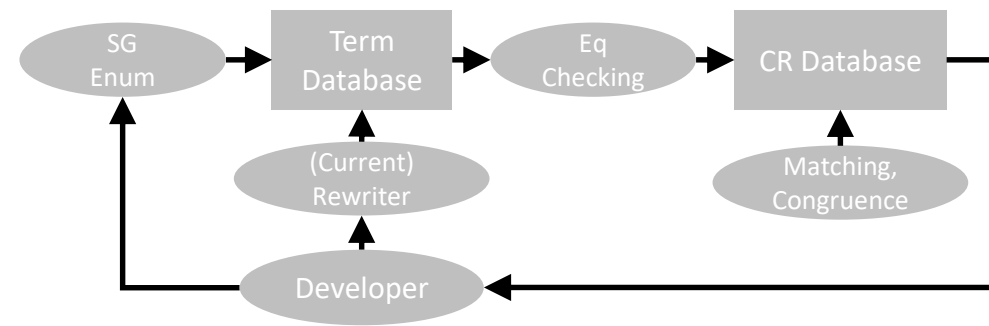 SG
Enum
Term
Database
Eq
Checking
CR Database
(Current)
Rewriter
Matching,
Congruence
Developer